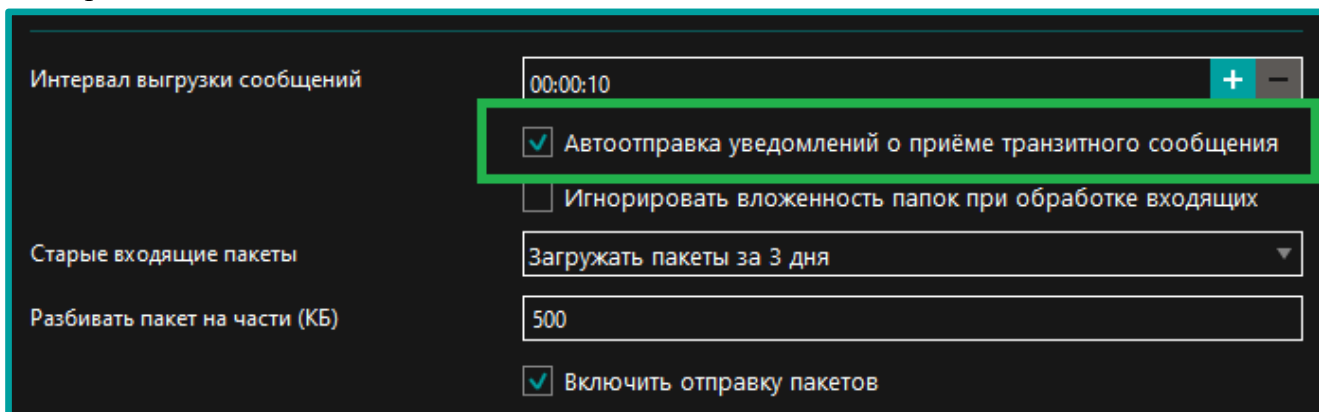 Интервал выгрузки сообщений
00:00:10
+ −
Автоотправка уведомлений о приёме транзитного сообщения
Игнорировать вложенность папок при обработке входящих
Старые входящие пакеты
Загружать пакеты за 3 дня
Разбивать пакет на части (КБ)
500
Включить отправку пакетов